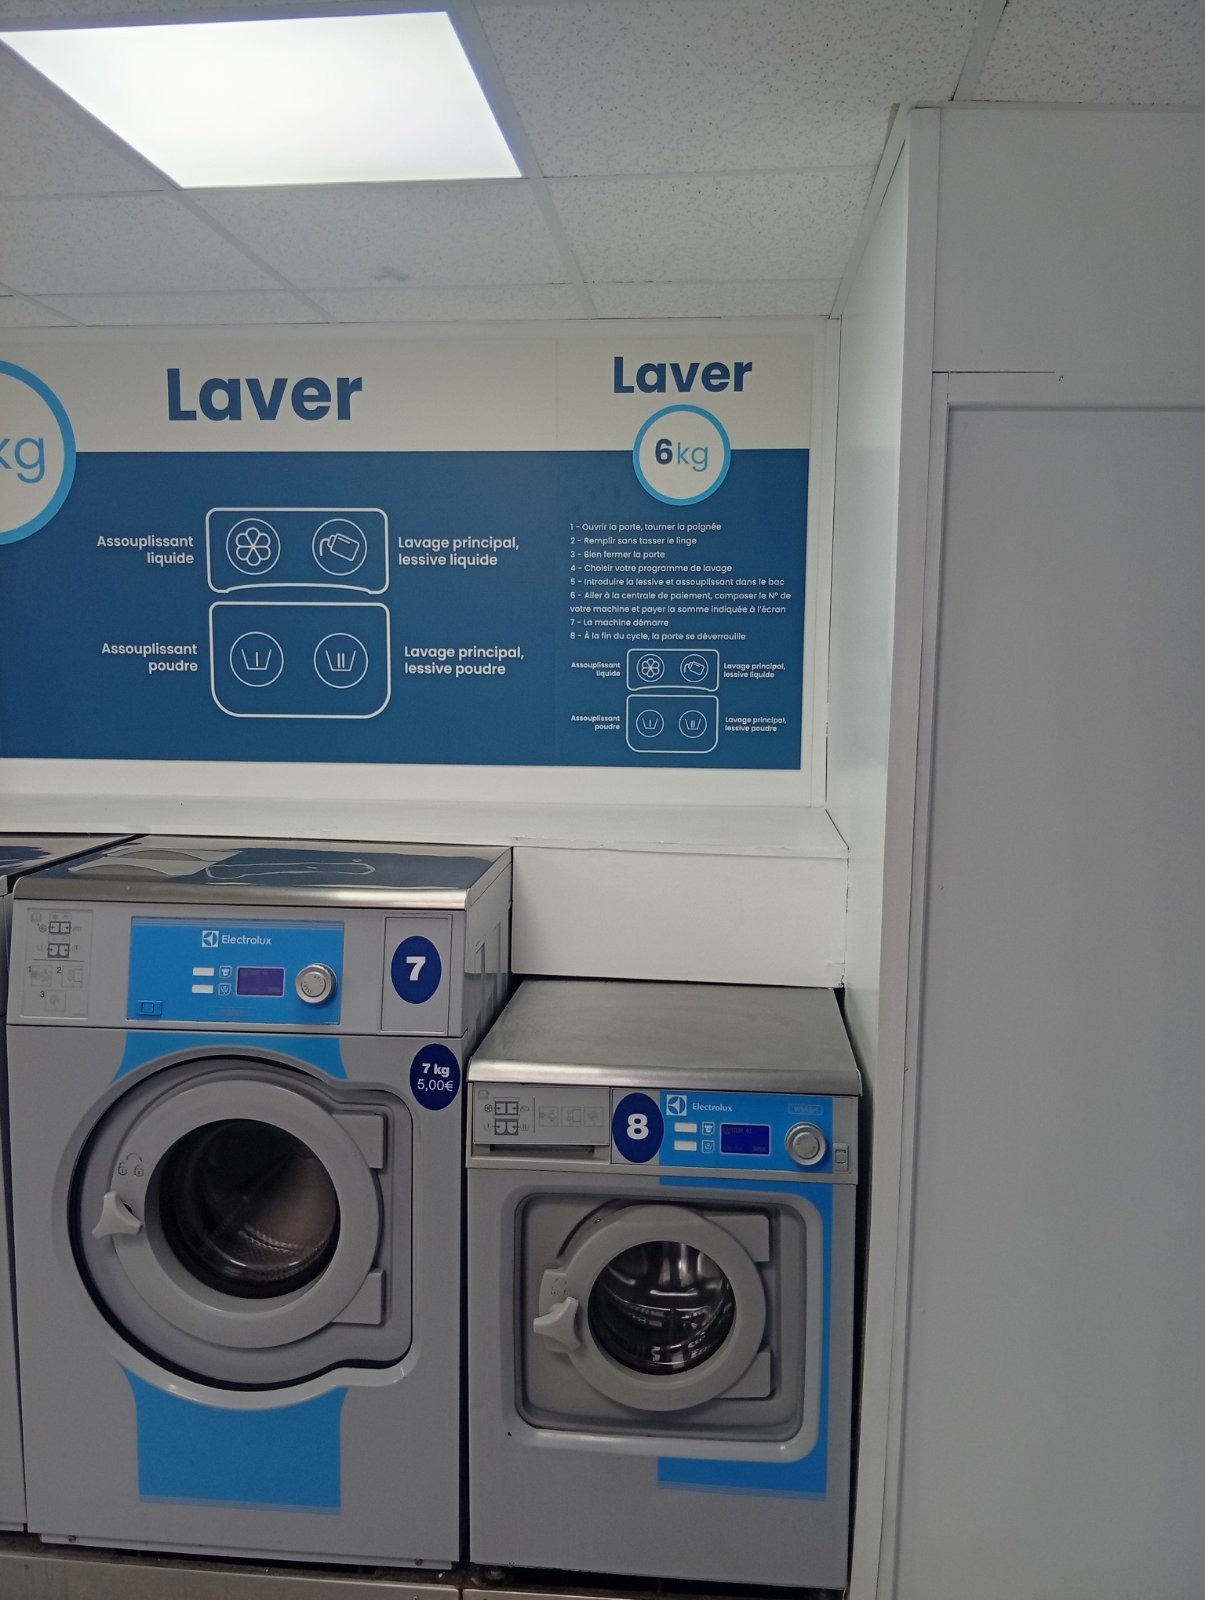 Laver
kg
Assouplissant
liquide
Lavage principal,
lessive liquide
Assouplissant
poudre
I
II
Lavage principal,
lessive poudre
Laver
6kg
1 - Ouvrir la porte, tourner la poignée
2 - Remplir sans tasser le linge
3 - Bien fermer la porte
4 - Choisir votre programme de lavage
5 - Introduire la lessive et assouplissant dans le bac
6 - Aller à la centrale de paiement, composer le N° de
votre machine et payer la somme indiquée à l'écran
7 - La machine démarre
8 - À la fin du cycle, la porte se déverrouille
Assouplissant
liquide
Lavage principal,
lessive liquide
Assouplissant
poudre
I
II
Lavage principal,
lessive poudre
Electrolux
7
1
2
3
7 kg
5,00€
8
Electrolux